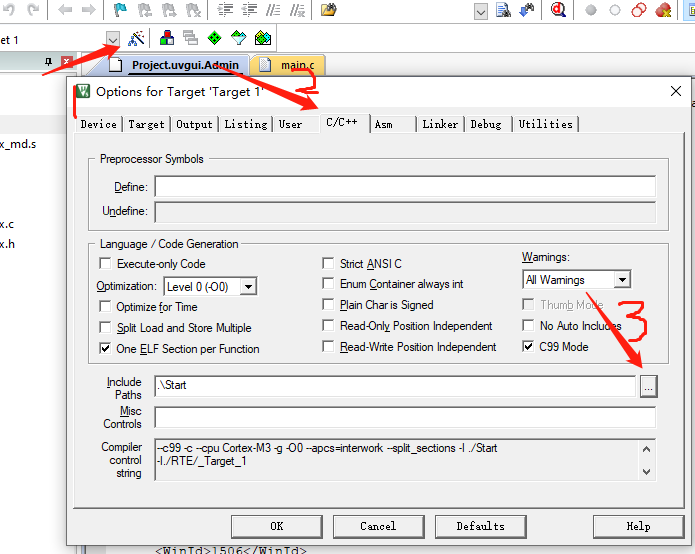 et 1
Project.uvgui.Admin
main.c
2
Options for Target 'Target 1'
Device
Target
Output
Listing
User
C/C++
Asm
Linker
Debug
Utilities
x_md.s
x.c
x.h
Preprocessor Symbols
Define:
Undefine:
Language / Code Generation
Execute-only Code
Optimization: Level 0 (-O0)
Optimize for Time
Split Load and Store Multiple
One ELF Section per Function
Strict ANSI C
Enum Container always int
Plain Char is Signed
Read-Only Position Independent
Read-Write Position Independent
Warnings:
All Warnings
Thumb Mode
No Auto Includes
C99 Mode
3
Include Paths
.\Start
...
Misc Controls
Compiler control string
--c99 -c --cpu Cortex-M3 -g -O0 --apcs=interwork --split_sections -I ./Start
-I./RTE/_Target_1
OK
Cancel
Defaults
Help
<WinId>1506</WinId>